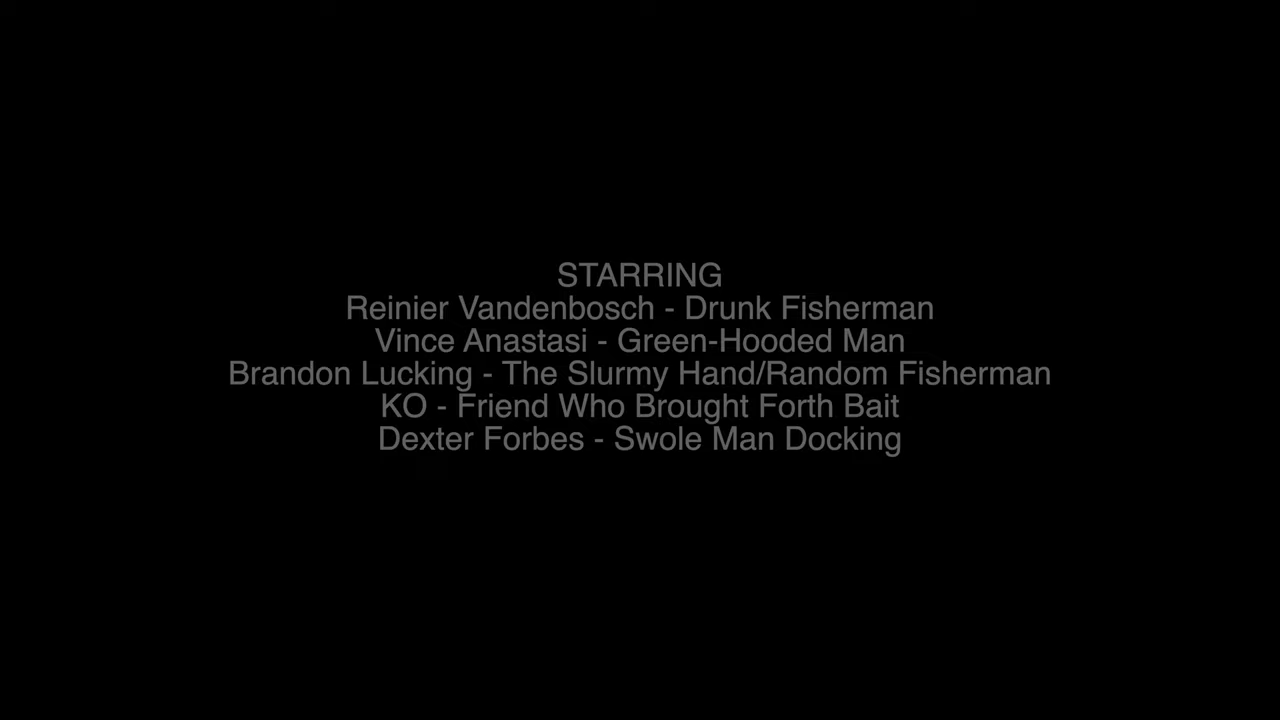 STARRING
Reinier Vandenbosch - Drunk Fisherman
Vince Anastasi - Green-Hooded Man
Brandon Lucking - The Slurmy Hand/Random Fisherman
KO - Friend Who Brought Forth Bait
Dexter Forbes - Swole Man Docking